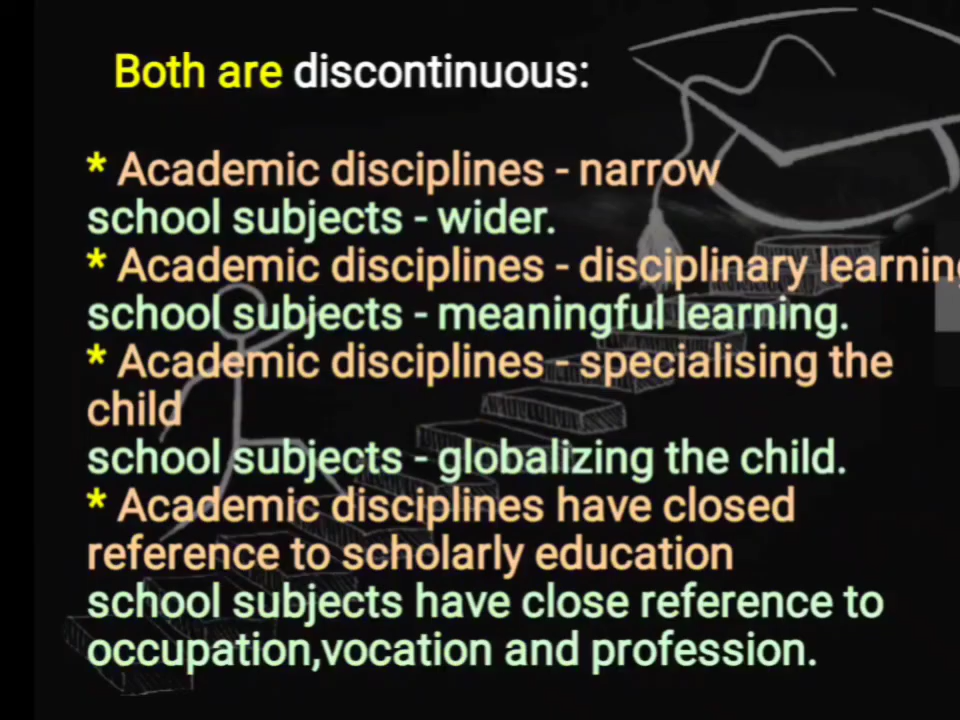 Both are discontinuous:
* Academic disciplines - narrow
school subjects - wider.
* Academic disciplines - disciplinary learning
school subjects - meaningful learning.
* Academic disciplines - specialising the
child
school subjects - globalizing the child.
* Academic disciplines have closed
reference to scholarly education
school subjects have close reference to
occupation,vocation and profession.